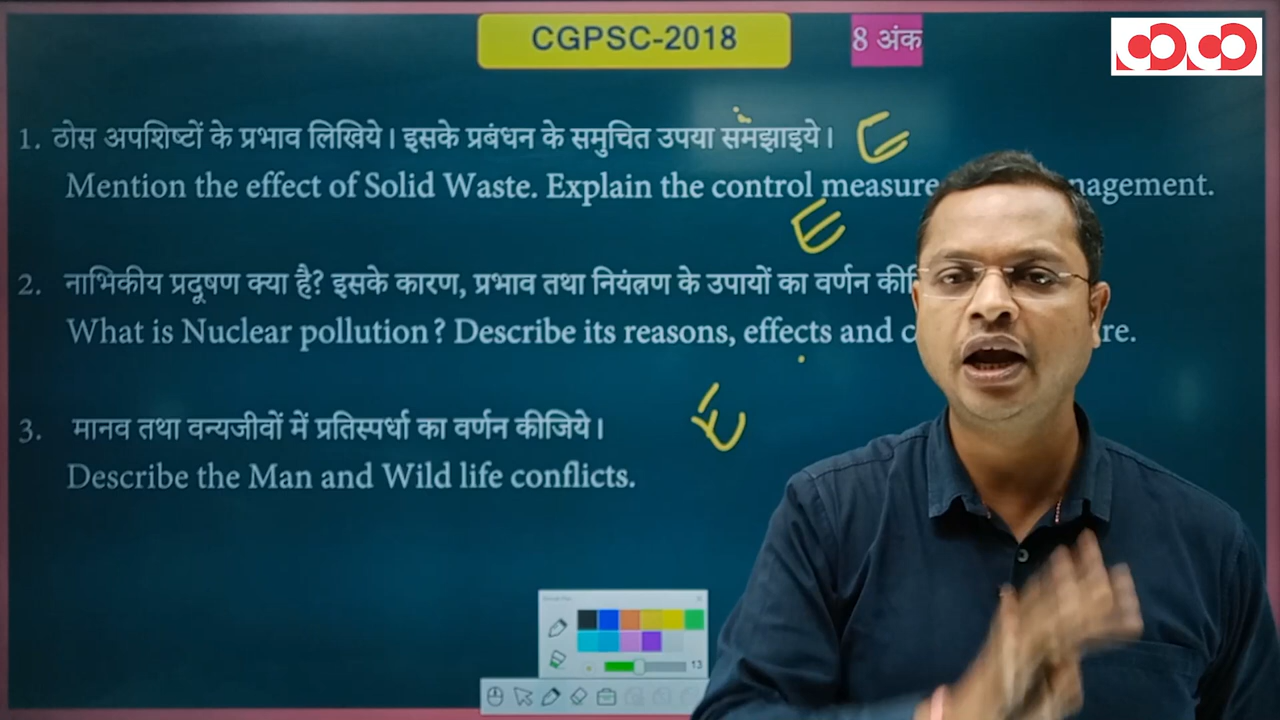 CGPSC-2018
8 अंक
1. ठोस अपशिष्टों के प्रभाव लिखिये। इसके प्रबंधन के समुचित उपया समझाइये।
Mention the effect of Solid Waste. Explain the control measure
E
2. नाभिकीय प्रदूषण क्या है? इसके कारण, प्रभाव तथा नियंत्रण के उपायों का वर्णन
What is Nuclear pollution? Describe its reasons, effects and
E
3. मानव तथा वन्यजीवों में प्रतिस्पर्धा का वर्णन कीजिये।
Describe the Man and Wild life conflicts.
13